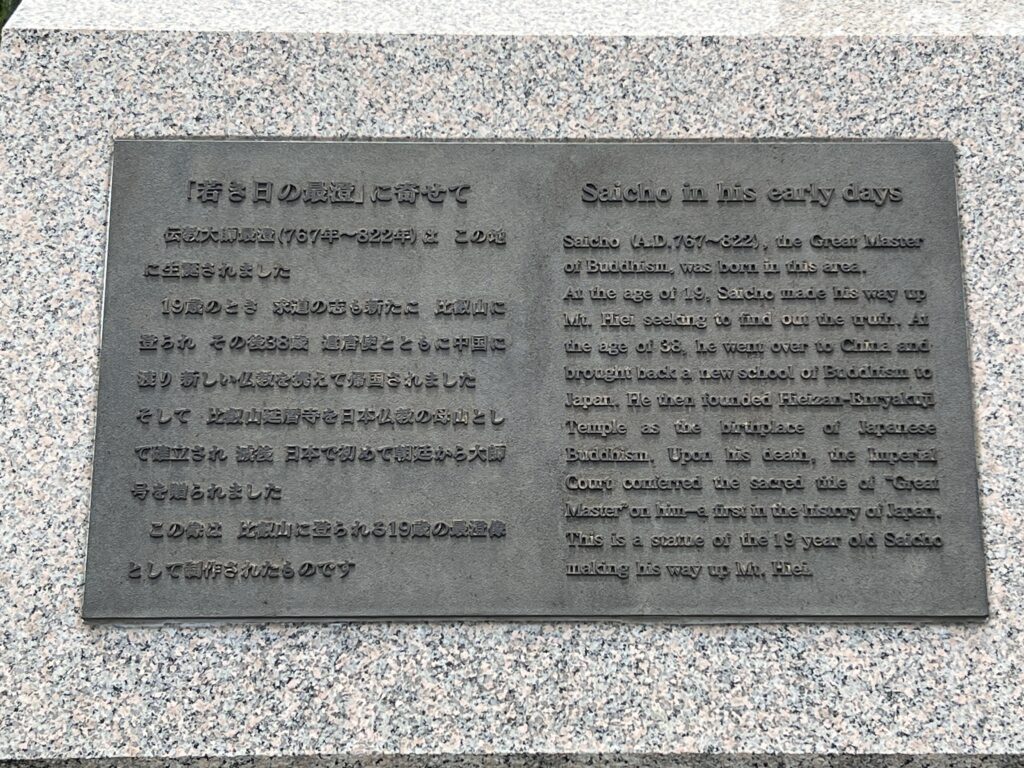 「若き日の最澄」に寄せて
伝教大師最澄(767年〜822年)は この地
に生誕されました
19歳のとき 求道の志も新たに 比叡山に
登られ その後38歳 遣唐使とともに中国に
渡り 新しい仏教を携えて帰国されました
そして 比叡山延暦寺を日本仏教の母山とし
て建立され 滅後 日本で初めて朝廷から大師
号を贈られました
この像は 比叡山に登られる19歳の最澄像
として制作されたものです
Saicho in his early days
Saicho (A.D.767〜822), the Great Master
of Buddhism, was born in this area.
At the age of 19, Saicho made his way up
Mt. Hiei seeking to find out the truth. At
the age of 38, he went over to China and
brought back a new school of Buddhism to
Japan. He then founded Hieizan-Enryakuji
Temple as the birthplace of Japanese
Buddhism. Upon his death, the Imperial
Court conferred the sacred title of "Great
Master" on him—a first in the history of Japan.
This is a statue of the 19 year old Saicho
making his way up Mt. Hiei.